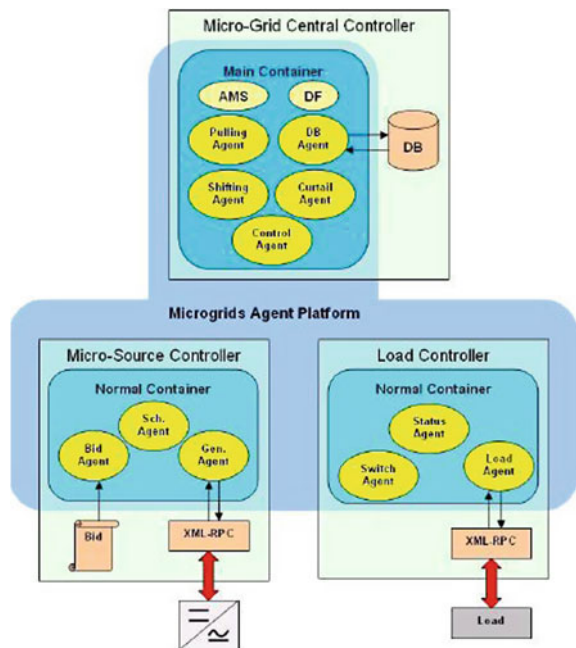 Micro-Grid Central Controller
Main Container
AMS
DF
Pulling
Agent
DB
Agent
DB
Shifting
Agent
Curtail
Agent
Control
Agent
Microgrids Agent Platform
Micro-Source Controller
Normal Container
Sch.
Agent
Bid
Agent
Gen.
Agent
Bid
XML-RPC
Load Controller
Normal Container
Status
Agent
Switch
Agent
Load
Agent
XML-RPC
Load